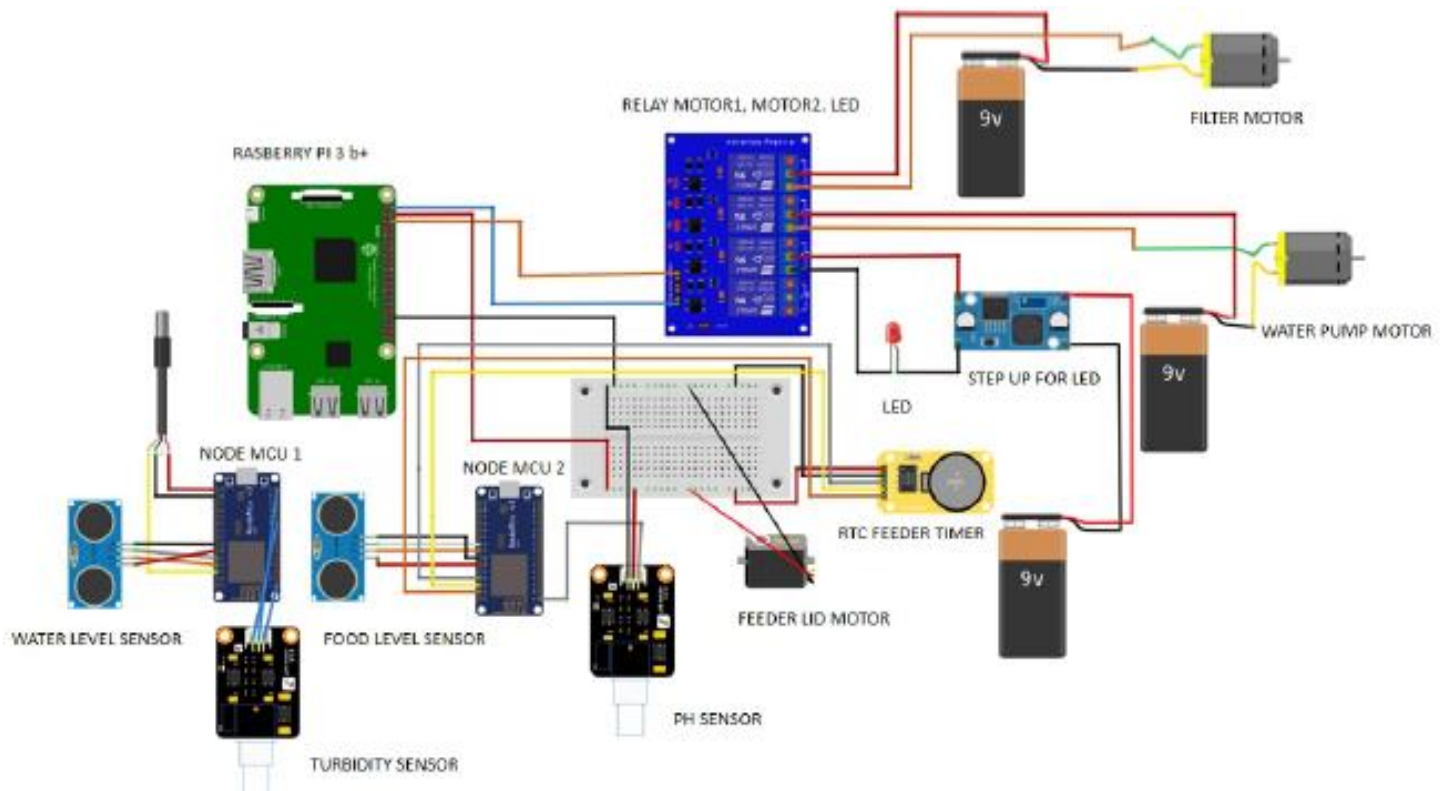 RELAY MOTOR1, MOTOR2. LED
9v
FILTER MOTOR
RASBERRY PI 3 b+
WATER PUMP MOTOR
9v
STEP UP FOR LED
LED
NODE MCU 1
NODE MCU 2
RTC FEEDER TIMER
9v
WATER LEVEL SENSOR
FOOD LEVEL SENSOR
FEEDER LID MOTOR
PH SENSOR
TURBIDITY SENSOR